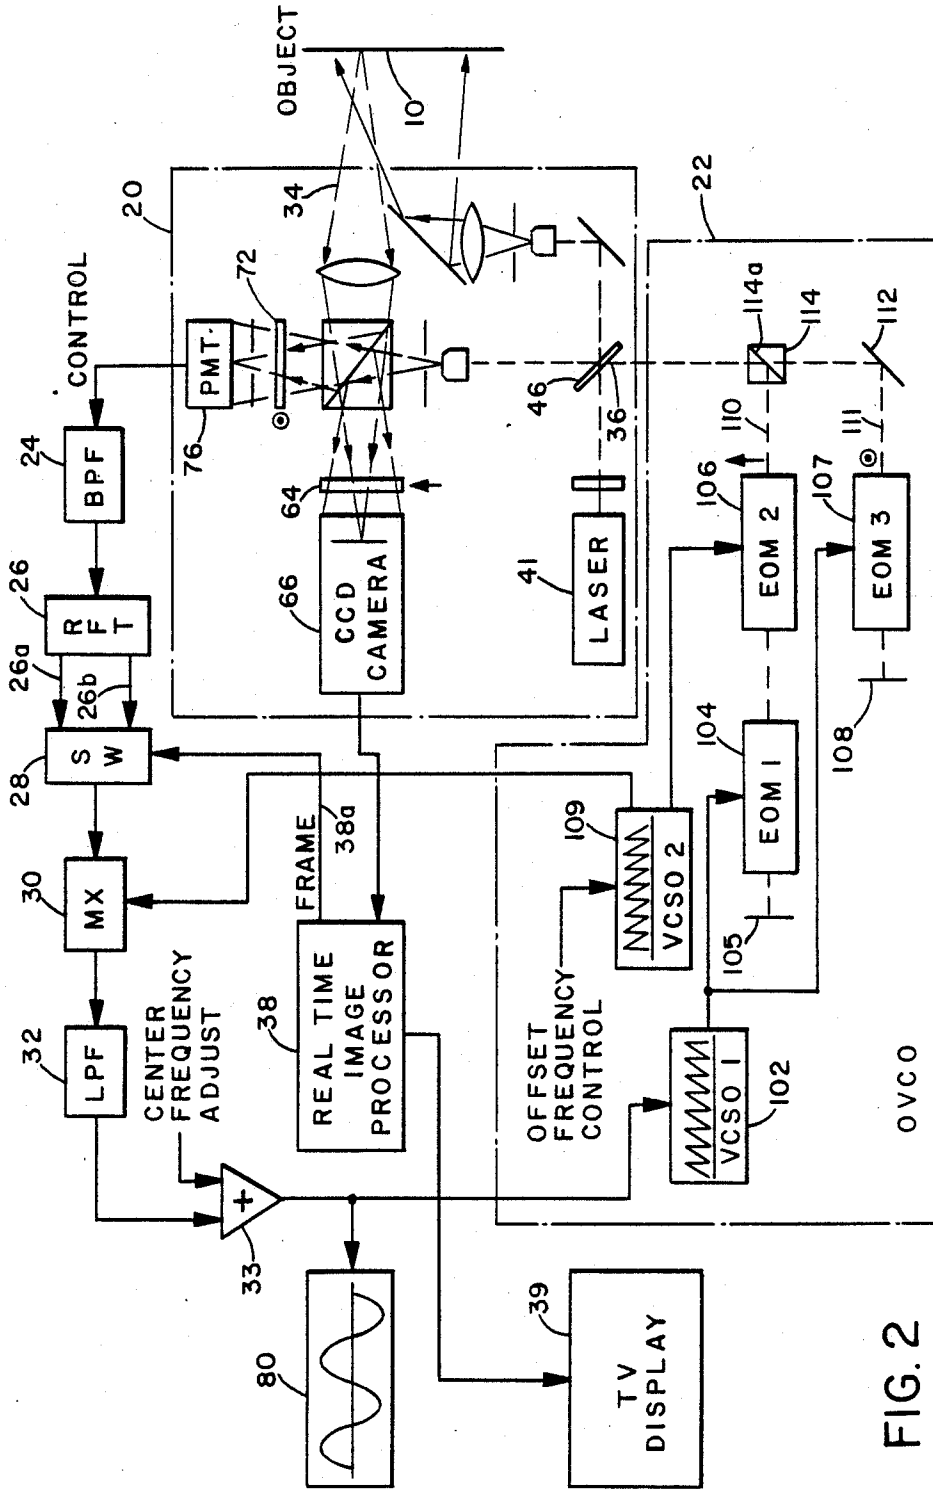 OBJECT
10
20
34
CONTROL
72
PMT.
76
24
BPF
26
R
F
T
26a
26b
28
S
W
30
MX
32
LPF
CENTER
FREQUENCY
ADJUST
33
+
80
64
66
CCD
CAMERA
46
36
41
LASER
FRAME
38a
38
REAL TIME
IMAGE
PROCESSOR
39
TV
DISPLAY
22
114a
114
112
110
111
106
EOM 2
107
EOM 3
104
EOM 1
105
108
109
VCSO 2
OFFSET
FREQUENCY
CONTROL
VCSO 1
102
OVCO
FIG. 2